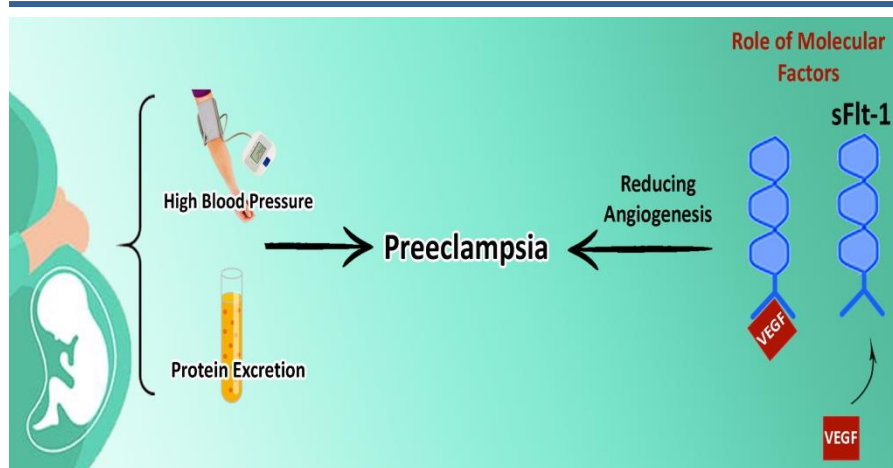 Role of Molecular
Factors
sFlt-1
High Blood Pressure
Reducing
Angiogenesis
Preeclampsia
VEGF
Protein Excretion
VEGF